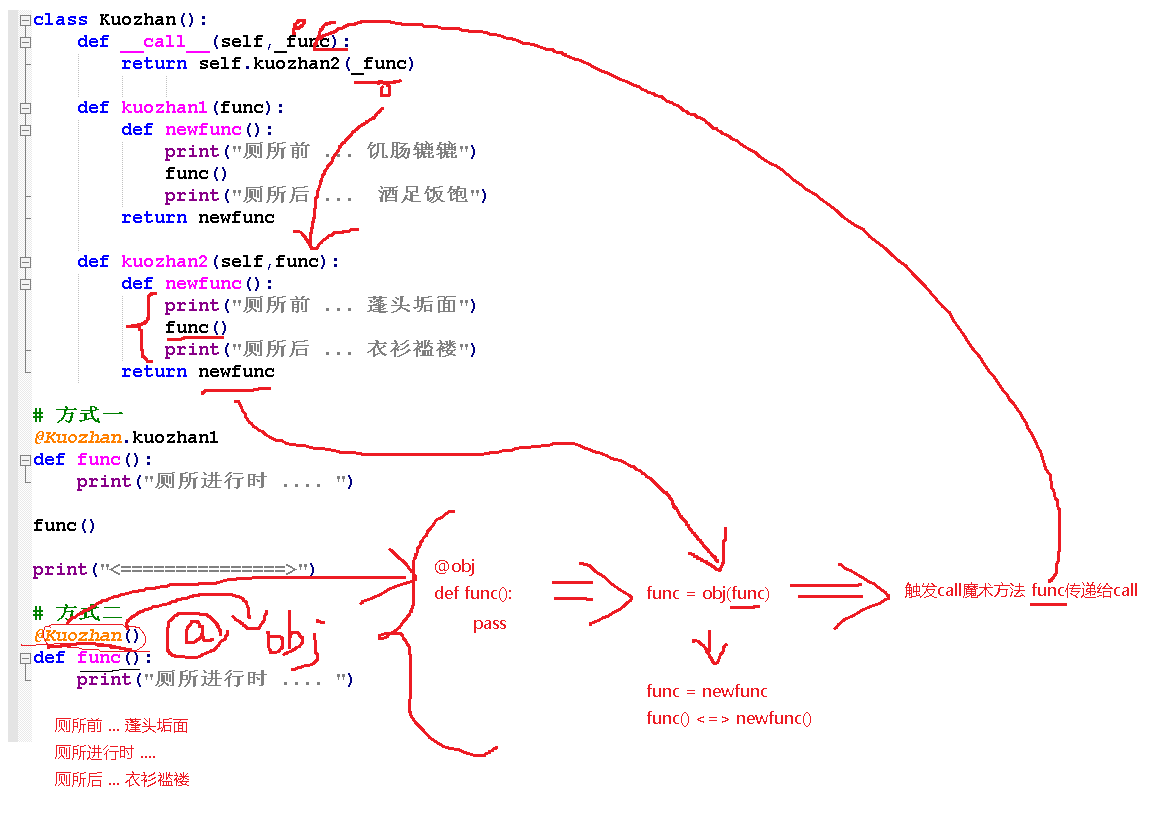 class Kuozhan():
def __call__(self,_func):
return self.kuozhan2(_func)
def kuozhan1(func):
def newfunc():
print("厕所前 ... 饥肠辘辘")
func()
print("厕所后 ...  酒足饭饱")
return newfunc
def kuozhan2(self,func):
def newfunc():
print("厕所前 ... 蓬头垢面")
func()
print("厕所后 ... 衣衫褴褛")
return newfunc
# 方式一
@Kuozhan.kuozhan1
def func():
print("厕所进行时 .... ")
func()
print("<===============>")
# 方式二
@Kuozhan()
def func():
print("厕所进行时 .... ")
@ obj
@obj
def func():
pass
func = obj(func)
触发call魔术方法 func传递给call
func = newfunc
func() <=> newfunc()
厕所前 ... 蓬头垢面
厕所进行时 ....
厕所后 ... 衣衫褴褛